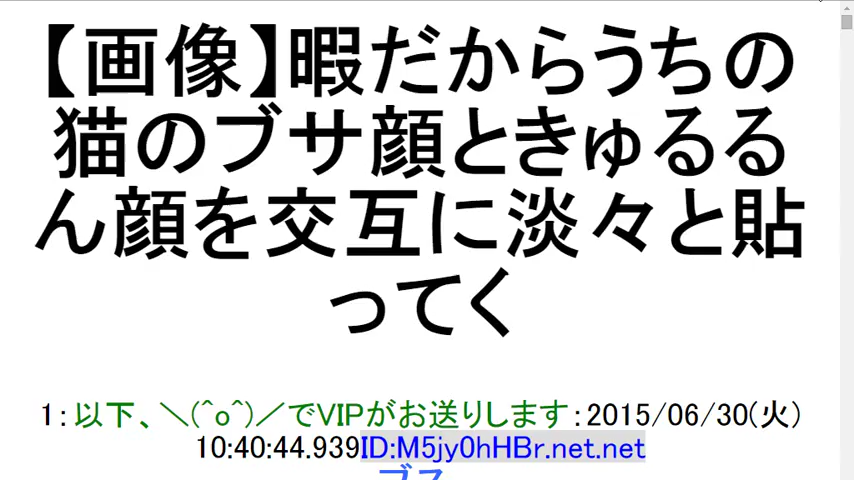 【画像】暇だからうちの
猫のブサ顔ときゅるる
ん顔を交互に淡々と貼
ってく
1：以下、＼(^o^)／でVIPがお送りします：2015/06/30(火)
10:40:44.939ID:M5jy0hHBr.net.net
ブス